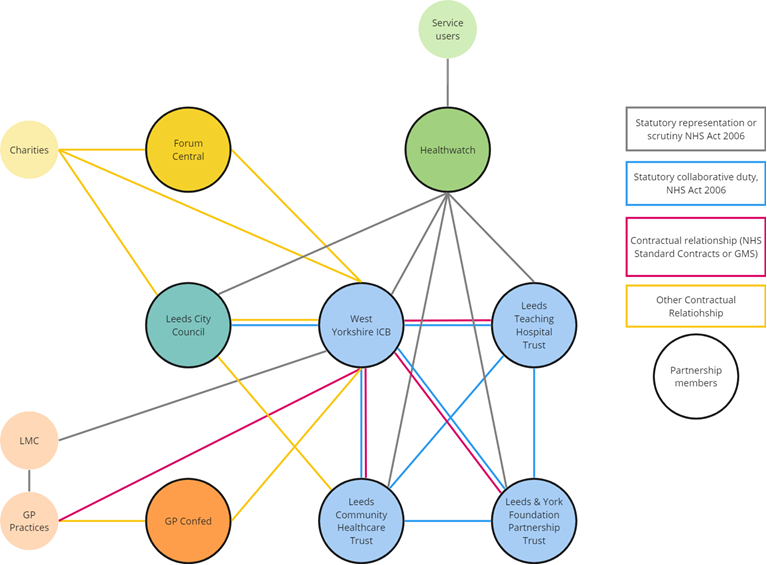 Service
users
Charities
Forum
Central
Healthwatch
Statutory representation or
scrutiny NHS Act 2006
Statutory collaborative duty,
NHS Act 2006
Contractual relationship (NHS
Standard Contracts or GMS)
Other Contractual
Relatiohship
Partnership
members
Leeds City
Council
West
Yorkshire ICB
Leeds
Teaching
Hospital
Trust
LMC
GP
Practices
GP Confed
Leeds
Community
Healthcare
Trust
Leeds & York
Foundation
Partnership
Trust